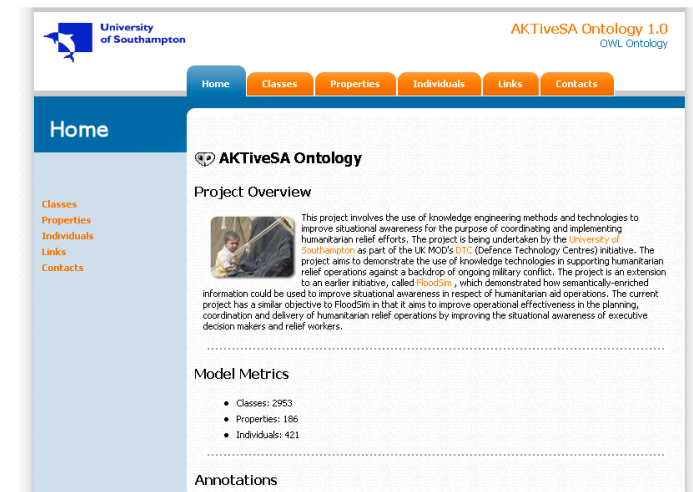 University
of Southampton
AKTiveSA Ontology 1.0
OWL Ontology
Home
Classes
Properties
Individuals
Links
Contacts
Home
Classes
Properties
Individuals
Links
Contacts
AKTiveSA Ontology
Project Overview
This project involves the use of knowledge engineering methods and technologies to
improve situational awareness for the purpose of coordinating and implementing
humanitarian relief efforts. The project is being undertaken by the University of
Southampton as part of the UK MOD's DTC (Defence Technology Centres) initiative. The
project aims to demonstrate the use of knowledge technologies in supporting humanitarian
relief operations against a backdrop of ongoing military conflict. The project is an extension
to an earlier initiative, called FloodSim , which demonstrated how semantically-enriched
information could be used to improve situational awareness in respect of humanitarian aid operations. The current
project has a similar objective to FloodSim in that it aims to improve operational effectiveness in the planning,
coordination and delivery of humanitarian relief operations by improving the situational awareness of executive
decision makers and relief workers.
Model Metrics
Classes: 2953
Properties: 186
Individuals: 421
Annotations